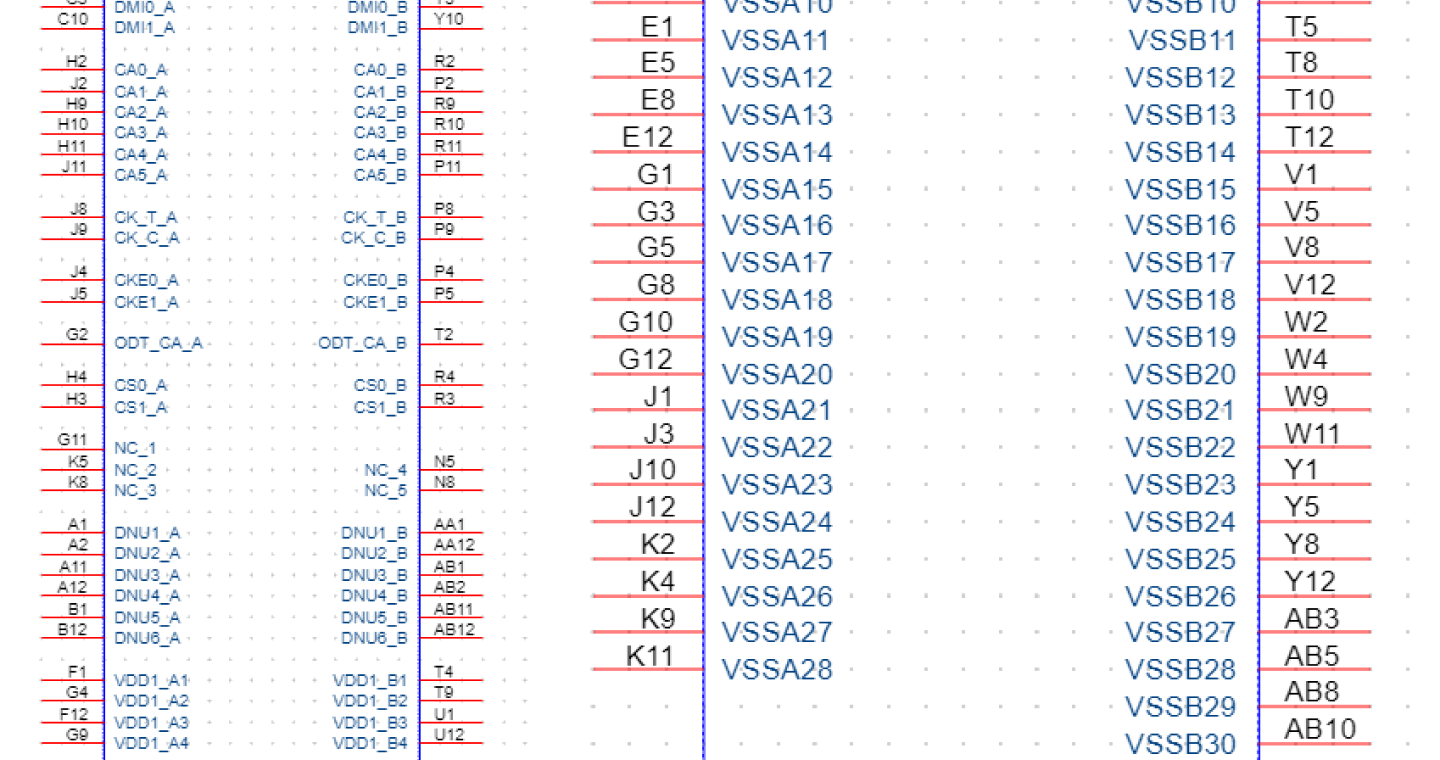 DMI0_A DMI0_B
C10 DMI1_A DMI1_B Y10
H2 CA0_A CA0_B R2
J2 CA1_A CA1_B P2
H9 CA2_A CA2_B R9
H10 CA3_A CA3_B R10
H11 CA4_A CA4_B R11
J11 CA5_A CA5_B P11
J8 CK_T_A CK_T_B P8
J9 CK_C_A CK_C_B P9
J4 CKE0_A CKE0_B P4
J5 CKE1_A CKE1_B P5
G2 ODT_CA_A ODT_CA_B T2
H4 CS0_A CS0_B R4
H3 CS1_A CS1_B R3
G11 NC_1
K5 NC_2 NC_4 N5
K8 NC_3 NC_5 N8
A1 DNU1_A DNU1_B AA1
A2 DNU2_A DNU2_B AA12
A11 DNU3_A DNU3_B AB1
A12 DNU4_A DNU4_B AB2
B1 DNU5_A DNU5_B AB11
B12 DNU6_A DNU6_B AB12
F1 VDD1_A1 VDD1_B1 T4
G4 VDD1_A2 VDD1_B2 T9
F12 VDD1_A3 VDD1_B3 U1
G9 VDD1_A4 VDD1_B4 U12
VSSA10 VSSB10
E1 VSSA11 VSSB11 T5
E5 VSSA12 VSSB12 T8
E8 VSSA13 VSSB13 T10
E12 VSSA14 VSSB14 T12
G1 VSSA15 VSSB15 V1
G3 VSSA16 VSSB16 V5
G5 VSSA17 VSSB17 V8
G8 VSSA18 VSSB18 V12
G10 VSSA19 VSSB19 W2
G12 VSSA20 VSSB20 W4
J1 VSSA21 VSSB21 W9
J3 VSSA22 VSSB22 W11
J10 VSSA23 VSSB23 Y1
J12 VSSA24 VSSB24 Y5
K2 VSSA25 VSSB25 Y8
K4 VSSA26 VSSB26 Y12
K9 VSSA27 VSSB27 AB3
K11 VSSA28 VSSB28 AB5
VSSB29 AB8
VSSB30 AB10